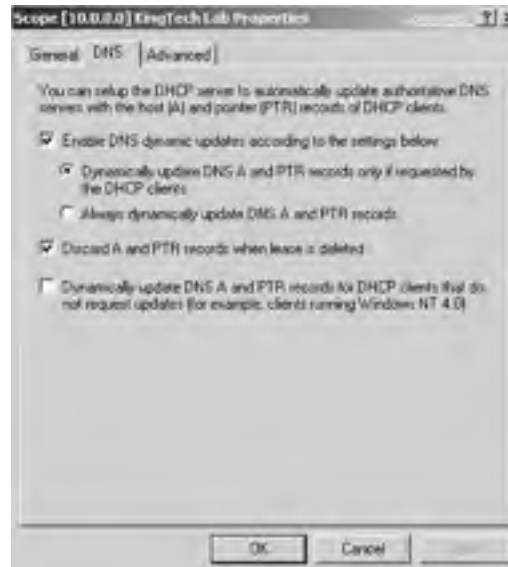 Scope [10.0.0.0] KingTech Lab Properties
General DNS Advanced
You can setup the DHCP server to automatically update authoritative DNS
servers with the host (A) and pointer (PTR) records of DHCP clients.
Enable DNS dynamic updates according to the settings below:
Dynamically update DNS A and PTR records only if requested by
the DHCP clients
Always dynamically update DNS A and PTR records
Discard A and PTR records when lease is deleted
Dynamically update DNS A and PTR records for DHCP clients that do
not request updates (for example, clients running Windows NT 4.0)
OK Cancel